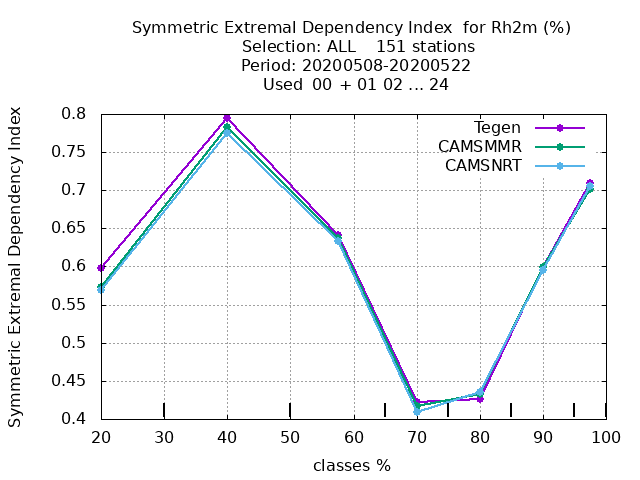 Symmetric Extremal Dependency Index  for Rh2m (%)
Selection: ALL    151 stations
Period: 20200508-20200522
Used  00  + 01 02 ... 24
Symmetric Extremal Dependency Index
0.8
0.75
0.7
0.65
0.6
0.55
0.5
0.45
0.4
Tegen
CAMSMMR
CAMSNRT
20 30 40 50 60 70 80 90 100
classes %